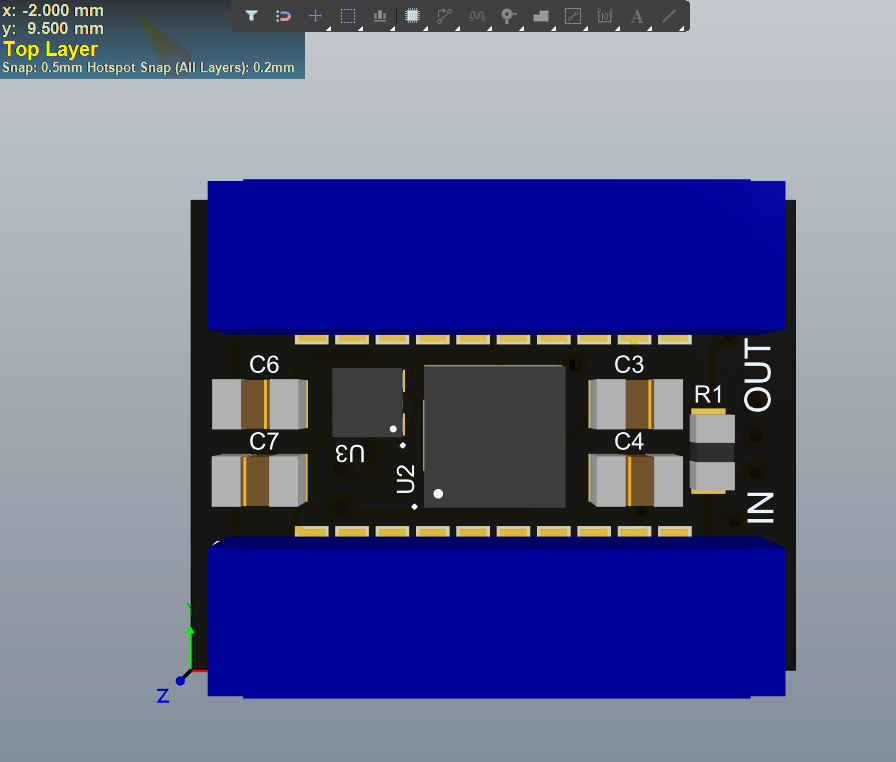 x: -2.000 mm
y: 9.500 mm
Top Layer
Snap: 0.5mm Hotspot Snap (All Layers): 0.2mm
A
C6
C3
OUT
R1
C7
C4
U3
U2
IN
Z